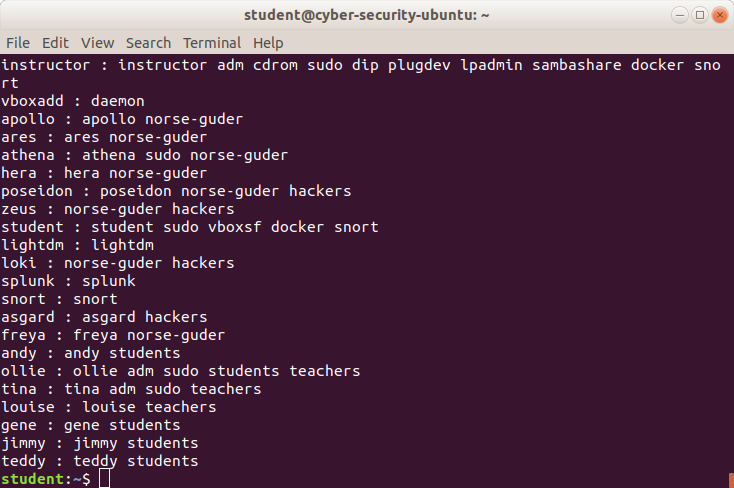 student@cyber-security-ubuntu: ~
File Edit View Search Terminal Help
instructor : instructor adm cdrom sudo dip plugdev lpadmin sambashare docker sno
rt
vboxadd : daemon
apollo : apollo norse-guder
ares : ares norse-guder
athena : athena sudo norse-guder
hera : hera norse-guder
poseidon : poseidon norse-guder hackers
zeus : norse-guder hackers
student : student sudo vboxsf docker snort
lightdm : lightdm
loki : norse-guder hackers
splunk : splunk
snort : snort
asgard : asgard hackers
freya : freya norse-guder
andy : andy students
ollie : ollie adm sudo students teachers
tina : tina adm sudo teachers
louise : louise teachers
gene : gene students
jimmy : jimmy students
teddy : teddy students
student:~$